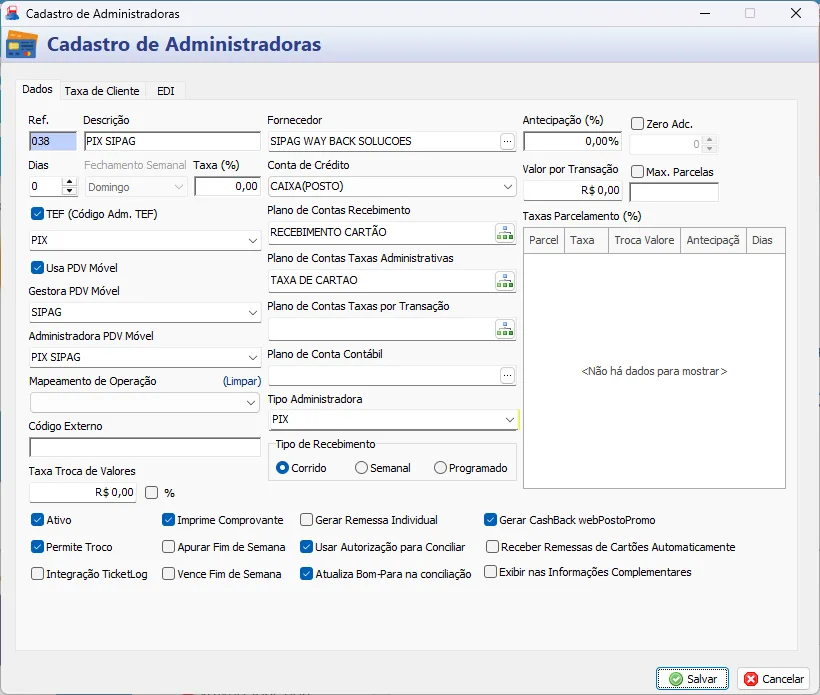 Cadastro de Administradoras
Cadastro de Administradoras
Dados Taxa de Cliente EDI
Ref. Descrição
038 PIX SIPAG
Dias Fechamento Semanal Taxa (%)
0 Domingo 0,00
TEF (Código Adm. TEF)
PIX
Usa PDV Móvel
Gestora PDV Móvel
SIPAG
Administradora PDV Móvel
PIX SIPAG
Mapeamento de Operação (Limpar)
Código Externo
Taxa Troca de Valores
R$ 0,00 %
Fornecedor
SIPAG WAY BACK SOLUCOES ...
Conta de Crédito
CAIXA(POSTO)
Plano de Contas Recebimento
RECEBIMENTO CARTÃO
Plano de Contas Taxas Administrativas
TAXA DE CARTAO
Plano de Contas Taxas por Transação
Plano de Conta Contábil
...
Tipo Administradora
PIX
Tipo de Recebimento
Corrido Semanal Programado
Antecipação (%) Zero Adc.
0,00% 0
Valor por Transação Max. Parcelas
R$ 0,00
Taxas Parcelamento (%)
Parcel Taxa Troca Valore Antecipaçã Dias
<Não há dados para mostrar>
Ativo Imprime Comprovante Gerar Remessa Individual Gerar CashBack webPostoPromo
Permite Troco Apurar Fim de Semana Usar Autorização para Conciliar Receber Remessas de Cartões Automaticamente
Integração TicketLog Vence Fim de Semana Atualiza Bom-Para na conciliação Exibir nas Informações Complementares
Salvar Cancelar